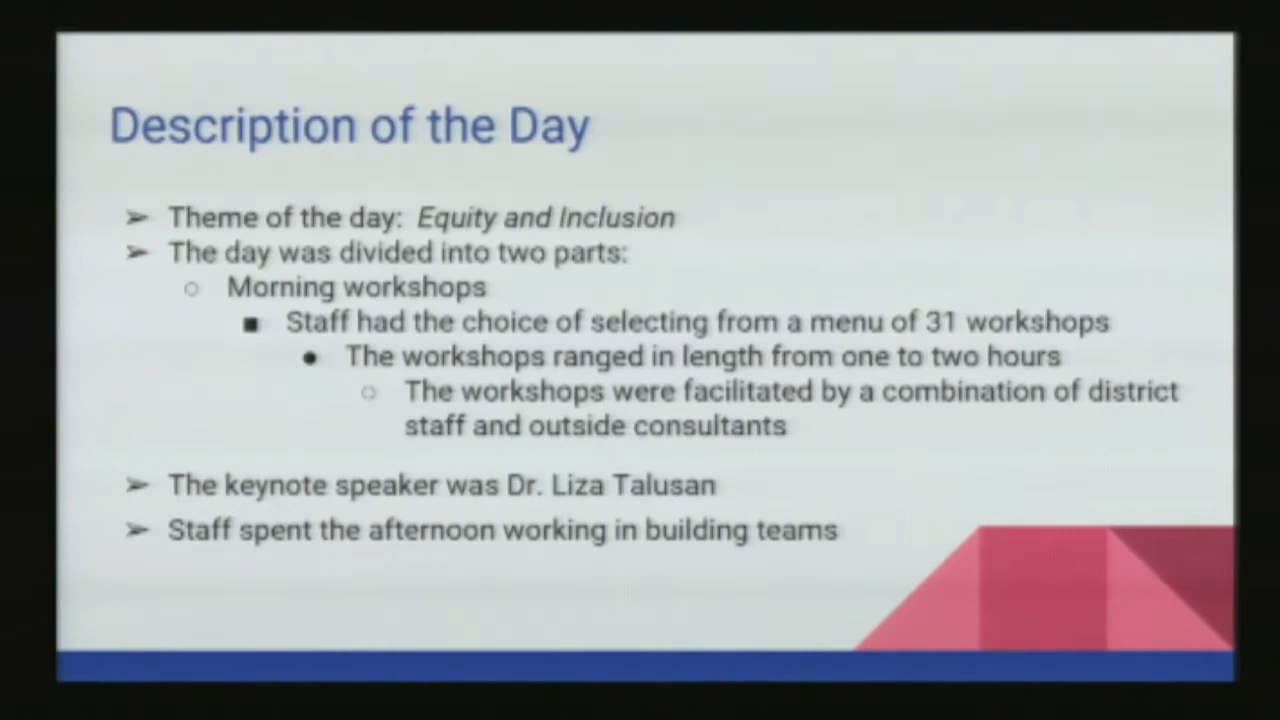 Description of the Day
➢ Theme of the day: Equity and Inclusion
➢ The day was divided into two parts:
○ Morning workshops
■ Staff had the choice of selecting from a menu of 31 workshops
● The workshops ranged in length from one to two hours
○ The workshops were facilitated by a combination of district
staff and outside consultants
➢ The keynote speaker was Dr. Liza Talusan
➢ Staff spent the afternoon working in building teams